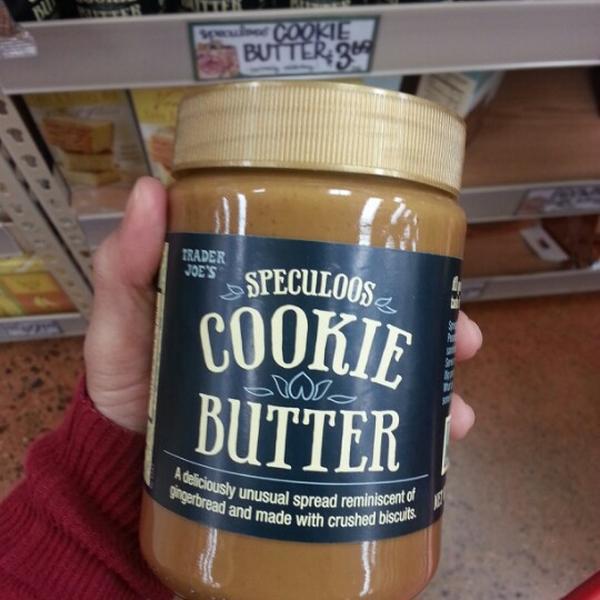 Speculoos COOKIE
BUTTER $3.69
TRADER
JOE'S
SPECULOOS
COOKIE
BUTTER
A deliciously unusual spread reminiscent of
gingerbread and made with crushed biscuits.